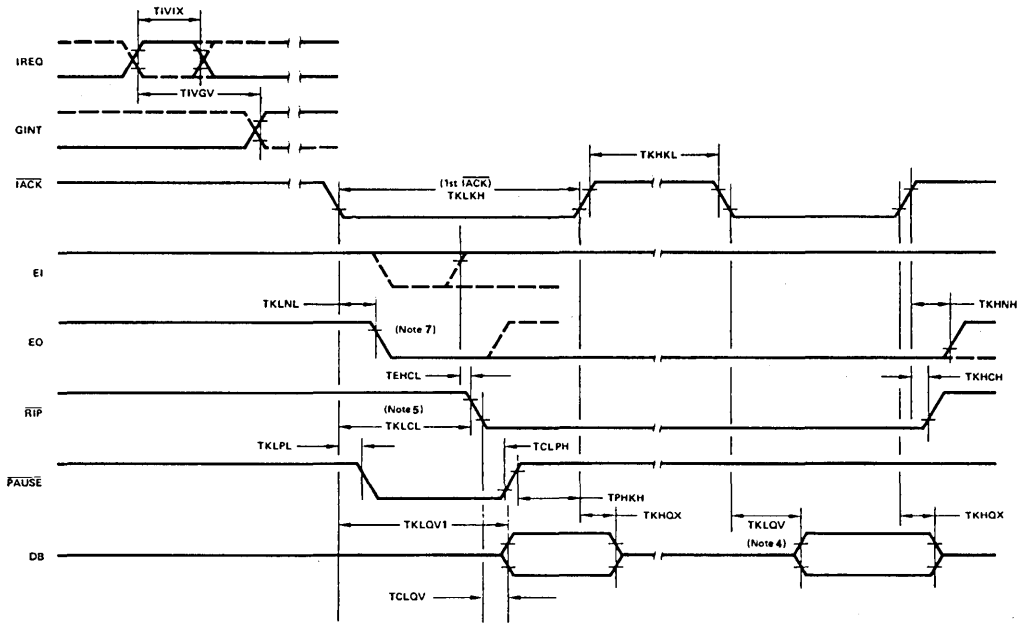 TIVIX
IREQ
TIVGV
GINT
TKHKL
IACK
(1st IACK)
TKLKH
EI
TKLNL
TKHNH
EO
(Note 7)
TEHCL
TKHCH
RIP
(Note 5)
TKLCL
TKLPL
TCLPH
PAUSE
TPHKH
TKHQX
TKLQV
TKHQX
TKLQV1
(Note 4)
DB
TCLQV